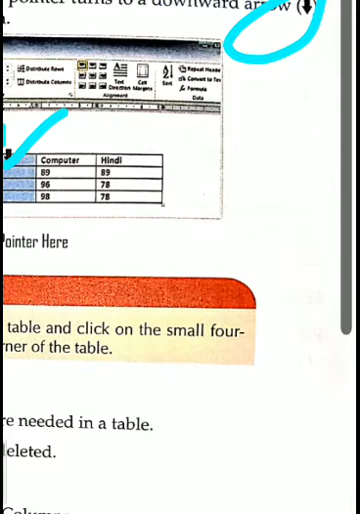 pointer turns to a downward arrow (⬇)
Distribute Rows
Distribute Columns
Text Direction
Cell Margins
Alignment
Sort
Repeat Heade
Convert to Tex
Formula
Data
Computer Hindi
89 89
96 78
98 78
Pointer Here
table and click on the small four-
rner of the table.
re needed in a table.
leleted.